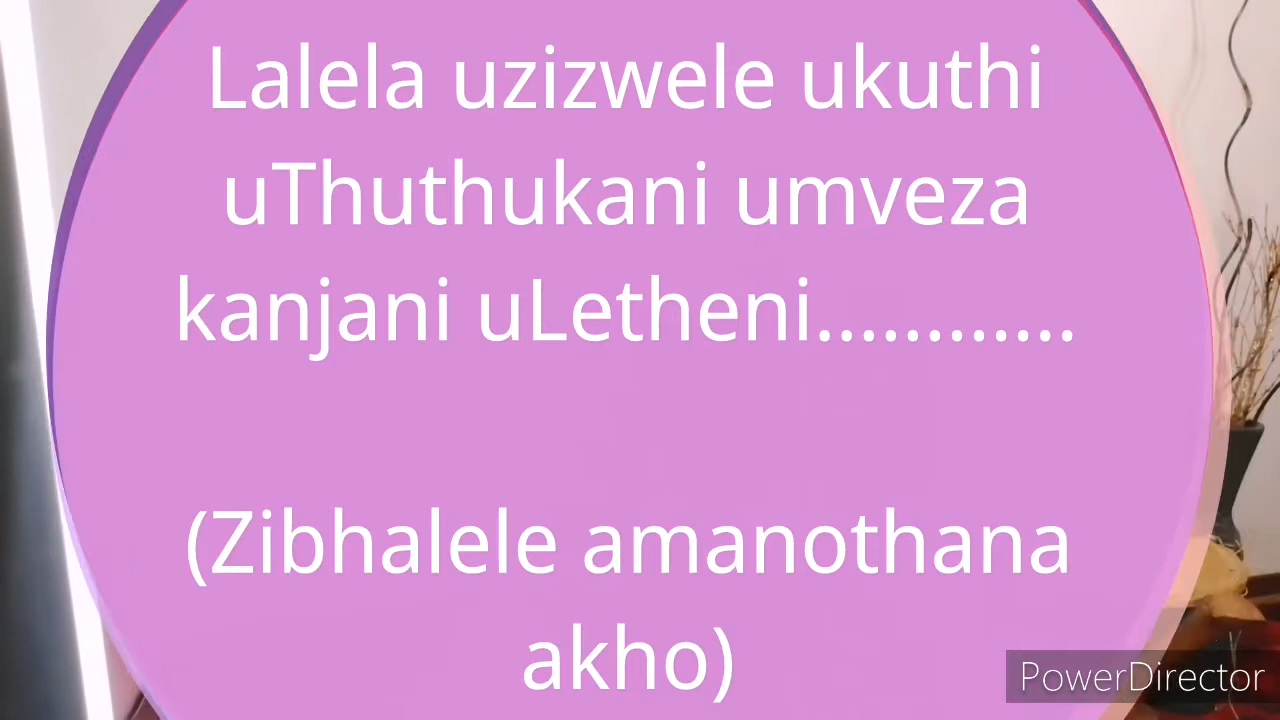 Lalela uzizwele ukuthi
uThuthukani umveza
kanjani uLetheni............
(Zibhalele amanothana
akho)
PowerDirector